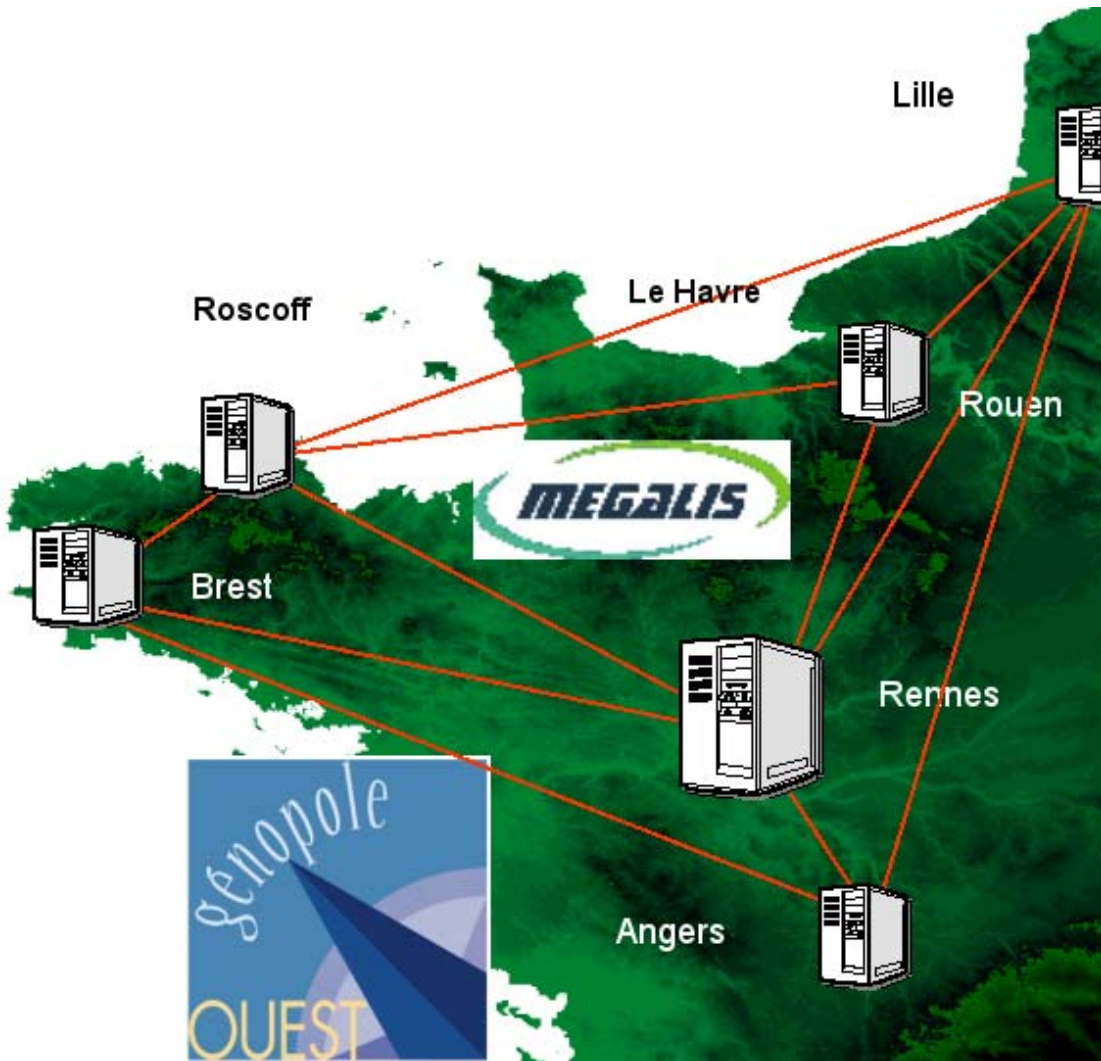 Lille
Le Havre
Roscoff
Rouen
MEGALIS
Brest
Rennes
génopole
Angers
OUEST